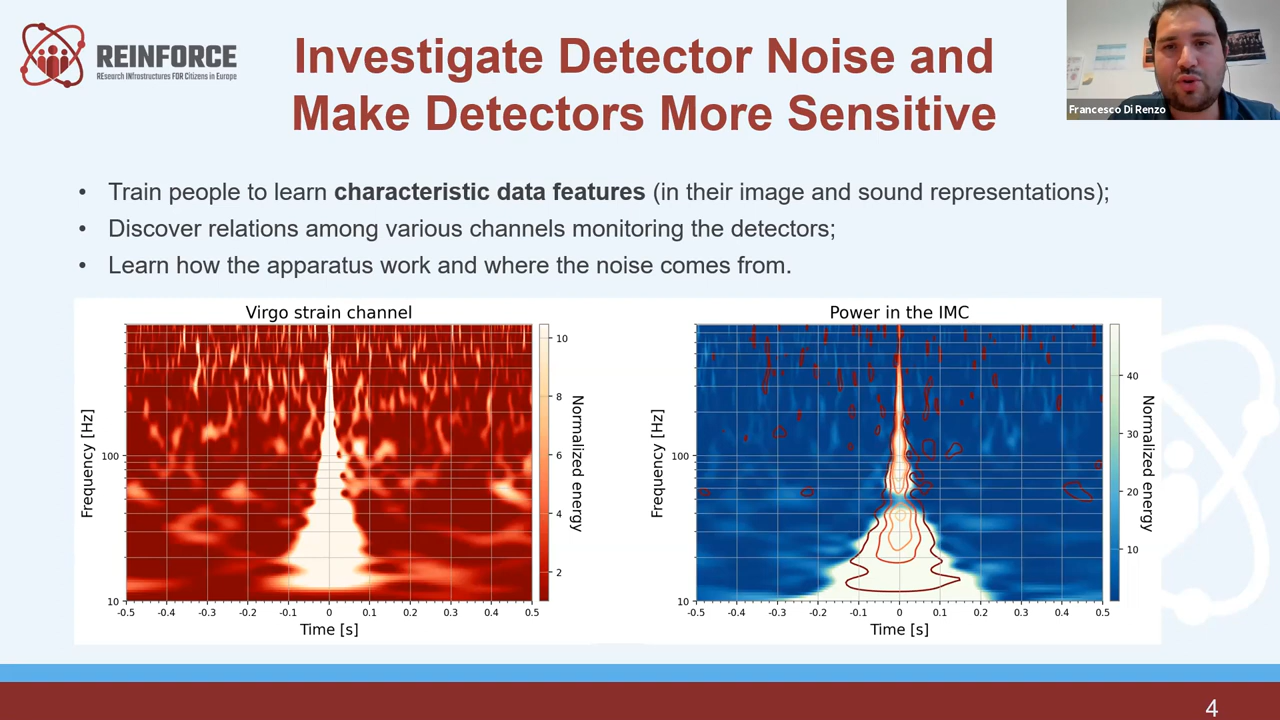 REINFORCE
REsearch INfrastructures FOR Citizens in Europe
Investigate Detector Noise and
Make Detectors More Sensitive
Francesco Di Renzo
• Train people to learn characteristic data features (in their image and sound representations);
• Discover relations among various channels monitoring the detectors;
• Learn how the apparatus work and where the noise comes from.
Virgo strain channel
Frequency [Hz]
100
10
-0.5 -0.4 -0.3 -0.2 -0.1 0 0.1 0.2 0.3 0.4 0.5
Time [s]
10
8
6
4
2
Normalized energy
Power in the IMC
Frequency [Hz]
100
10
-0.5 -0.4 -0.3 -0.2 -0.1 0 0.1 0.2 0.3 0.4 0.5
Time [s]
40
30
20
10
Normalized energy
4